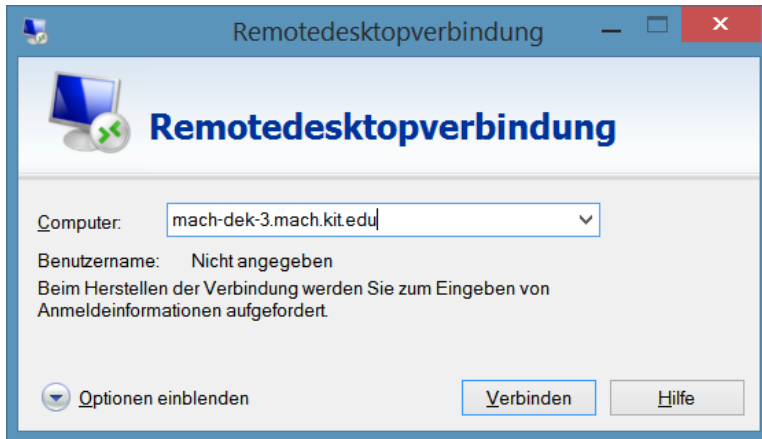 Remotedesktopverbindung
Remotedesktopverbindung
Computer: mach-dek-3.mach.kit.edu
Benutzername: Nicht angegeben
Beim Herstellen der Verbindung werden Sie zum Eingeben von
Anmeldeinformationen aufgefordert.
Optionen einblenden Verbinden Hilfe